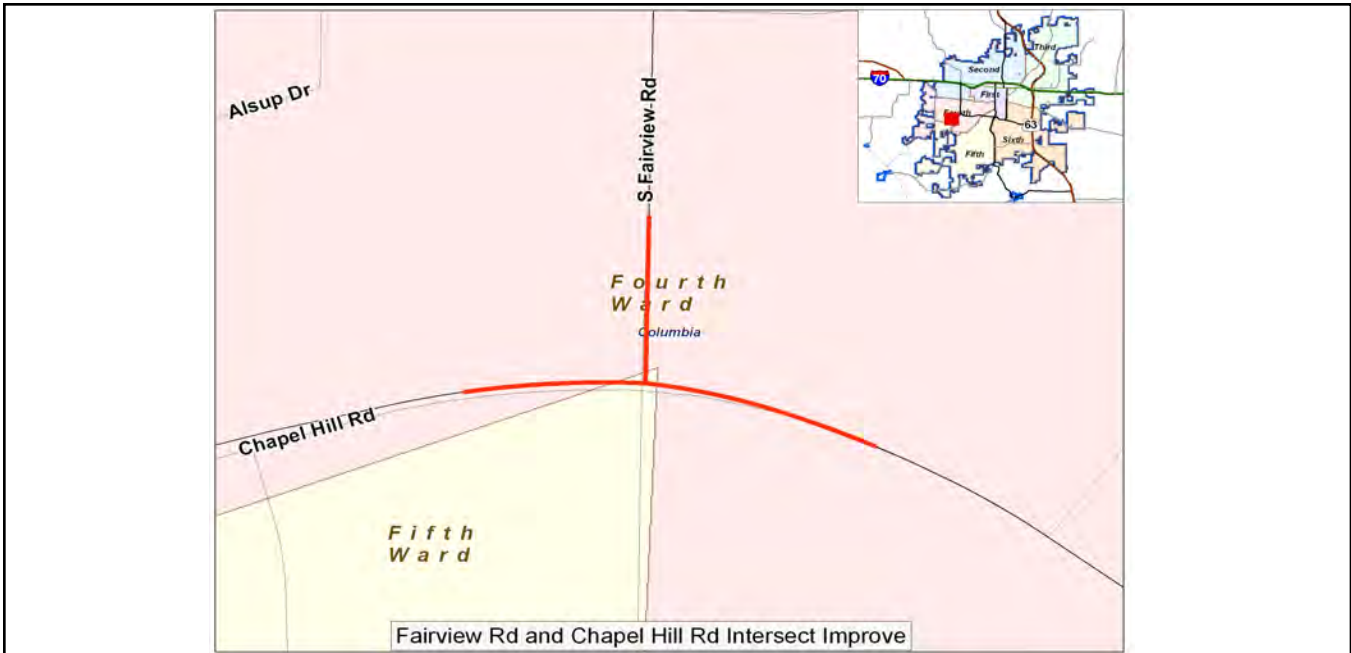 Alsup Dr
S Fairview Rd
Fourth
Ward
Columbia
Chapel Hill Rd
Fifth
Ward
Fairview Rd and Chapel Hill Rd Intersect Improve
Third
Second
70
First
Fourth
63
Sixth
Fifth